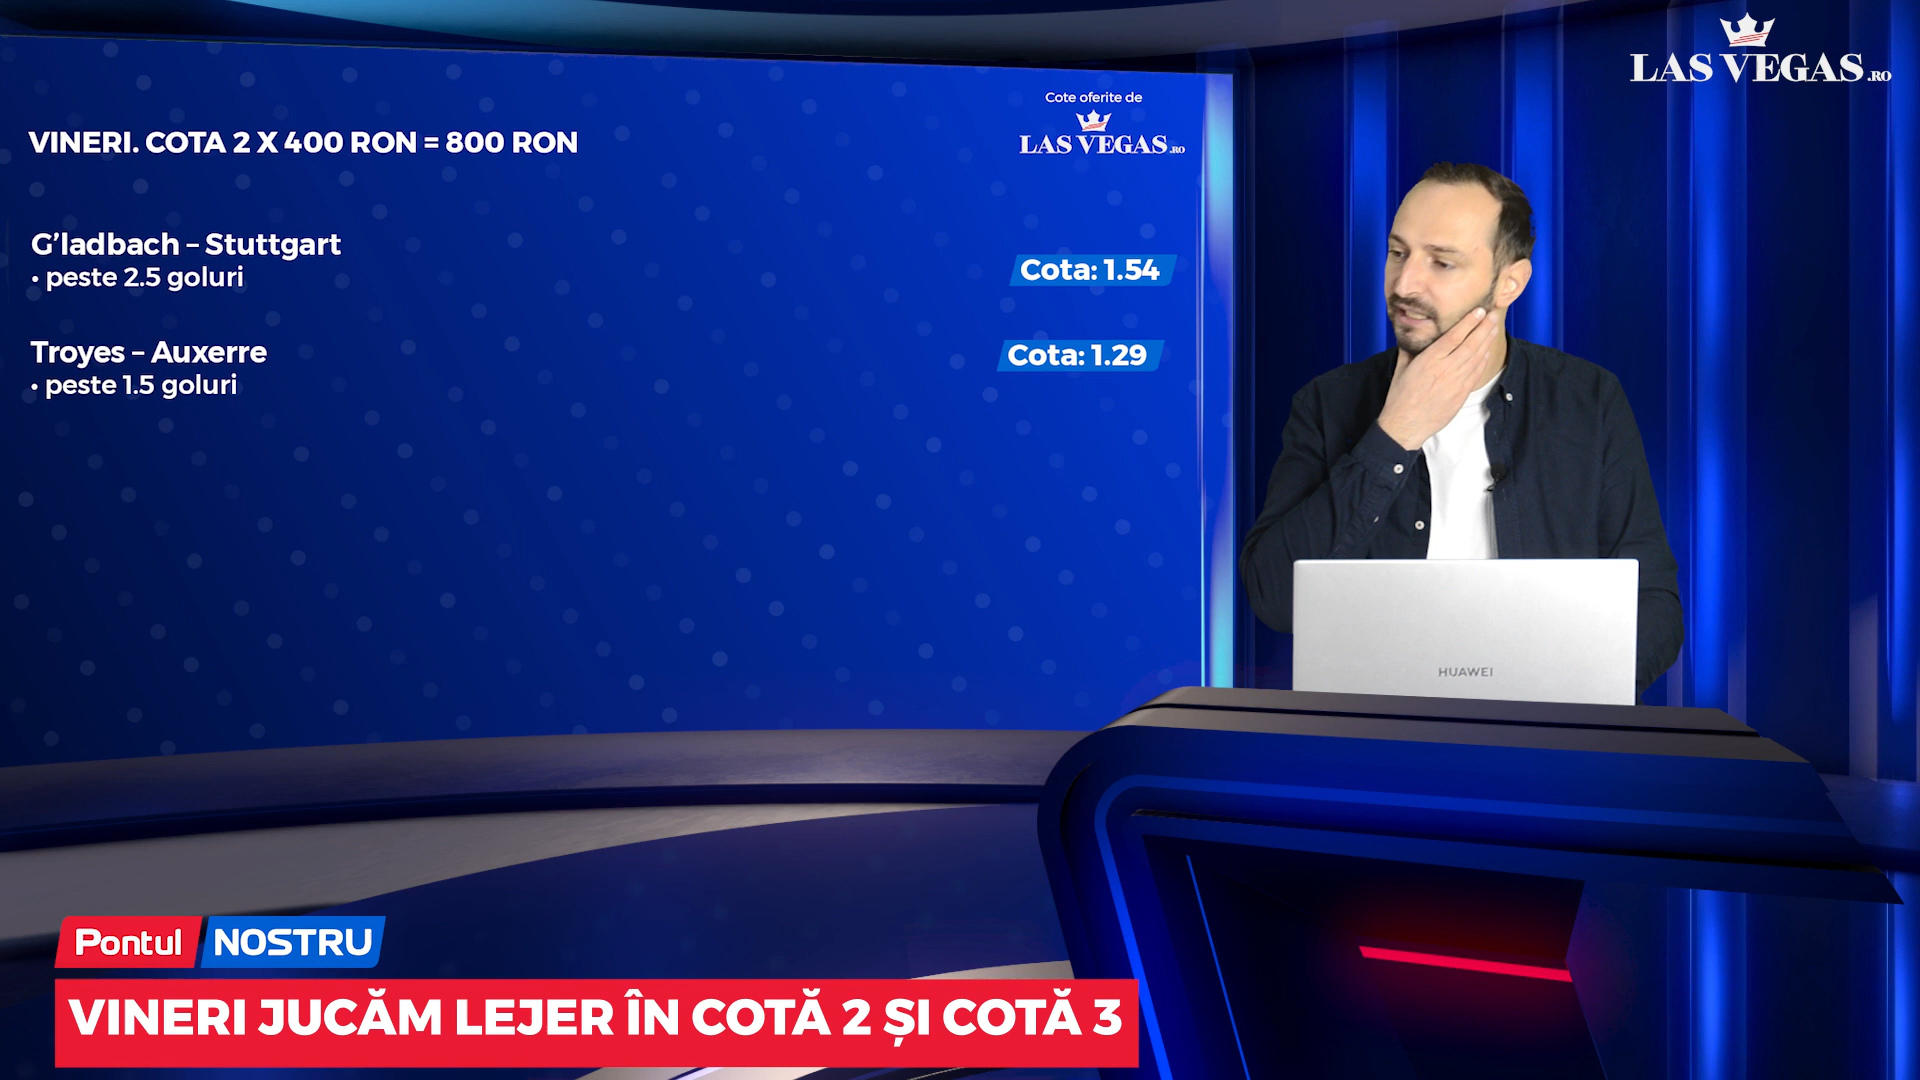 LAS VEGAS.RO
Cote oferite de
LAS VEGAS.RO
VINERI. COTA 2 X 400 RON = 800 RON
G’ladbach – Stuttgart
• peste 2.5 goluri
Cota: 1.54
Troyes – Auxerre
• peste 1.5 goluri
Cota: 1.29
HUAWEI
Pontul NOSTRU
VINERI JUCĂM LEJER ÎN COTĂ 2 ȘI COTĂ 3